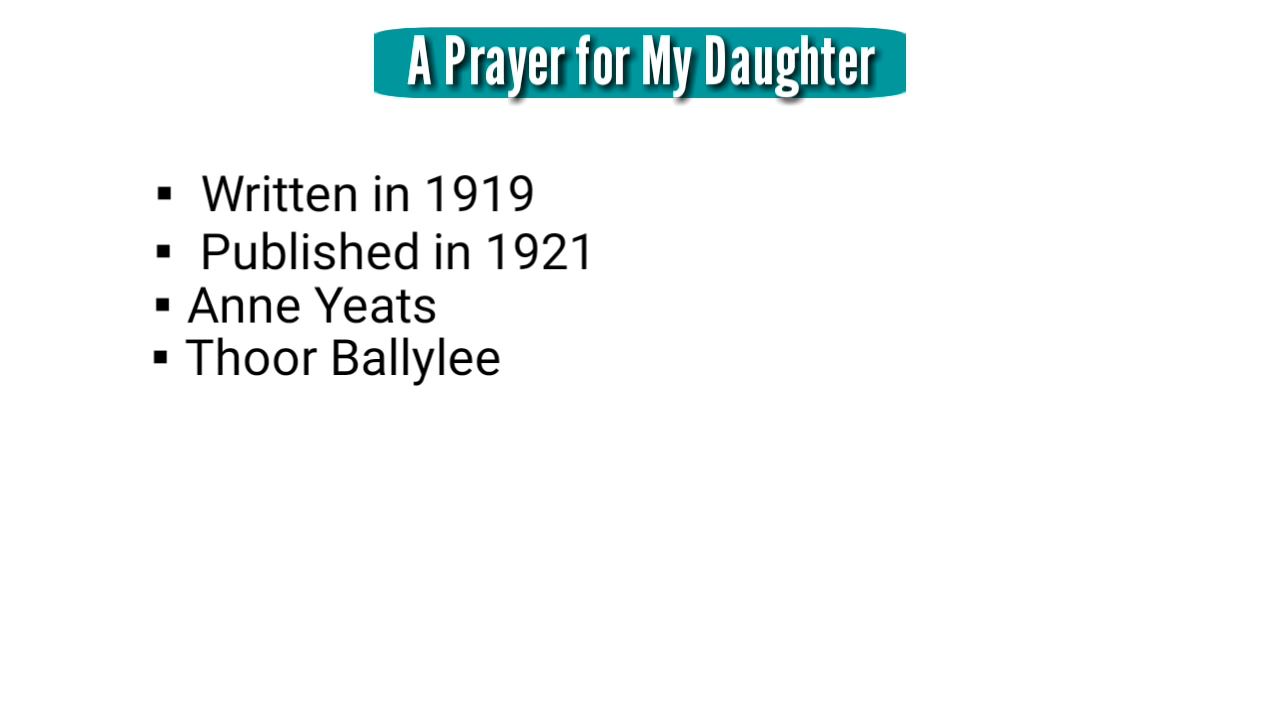 A Prayer for My Daughter
▪ Written in 1919
▪ Published in 1921
▪ Anne Yeats
▪ Thoor Ballylee